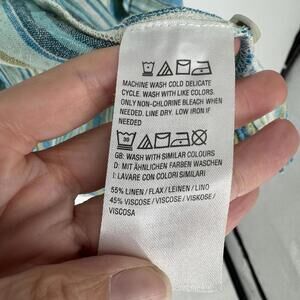 MACHINE WASH COLD DELICATE
CYCLE. WASH WITH LIKE COLORS.
ONLY NON-CHLORINE BLEACH WHEN
NEEDED. LINE DRY. LOW IRON IF
NEEDED
GB: WASH WITH SIMILAR COLOURS
D: MIT ÄHNLICHEN FARBEN WASCHEN
I: LAVARE CON COLORI SIMILARI
55% LINEN / FLAX / LEINEN / LINO
45% VISCOSE / VISCOSE / VISKOSE /
VISCOSA